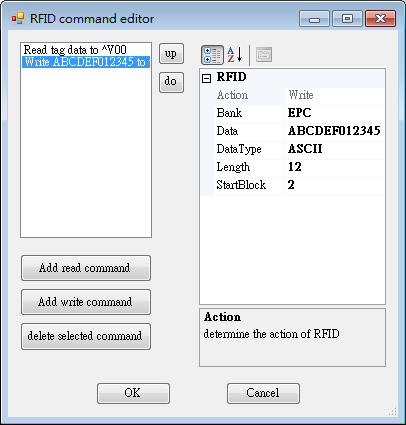 RFID command editor
Read tag data to ^V00
Write ABCDEF012345 to
up
do
RFID
Action Write
Bank EPC
Data ABCDEF012345
DataType ASCII
Length 12
StartBlock 2
Add read command
Add write command
delete selected command
Action
determine the action of RFID
OK
Cancel